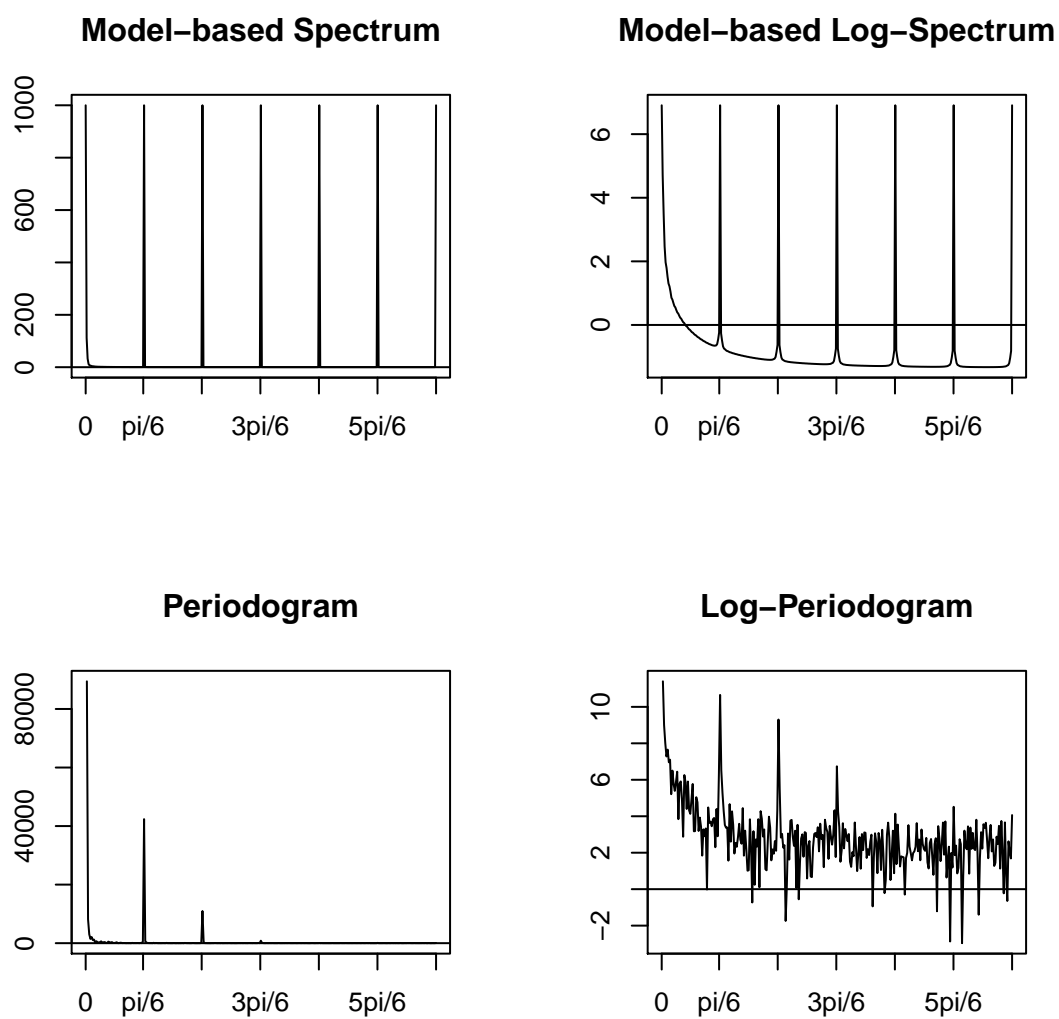 Model−based Spectrum
1000
600
200
0
0 pi/6 3pi/6 5pi/6
Model−based Log−Spectrum
6
4
2
0
0 pi/6 3pi/6 5pi/6
Periodogram
80000
40000
0
0 pi/6 3pi/6 5pi/6
Log−Periodogram
10
6
2
−2
0 pi/6 3pi/6 5pi/6